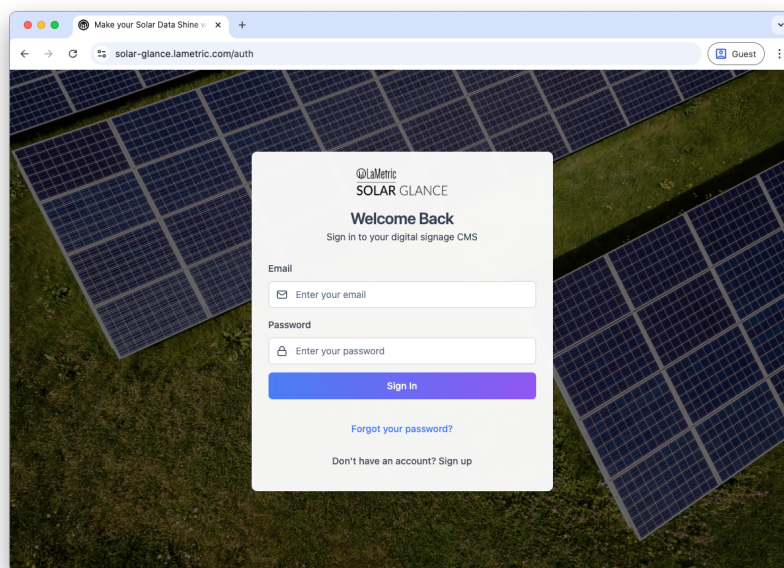 Make your Solar Data Shine w
solar-glance.lametric.com/auth
Guest
LaMetric
SOLAR GLANCE
Welcome Back
Sign in to your digital signage CMS
Email
Enter your email
Password
Enter your password
Sign In
Forgot your password?
Don't have an account? Sign up